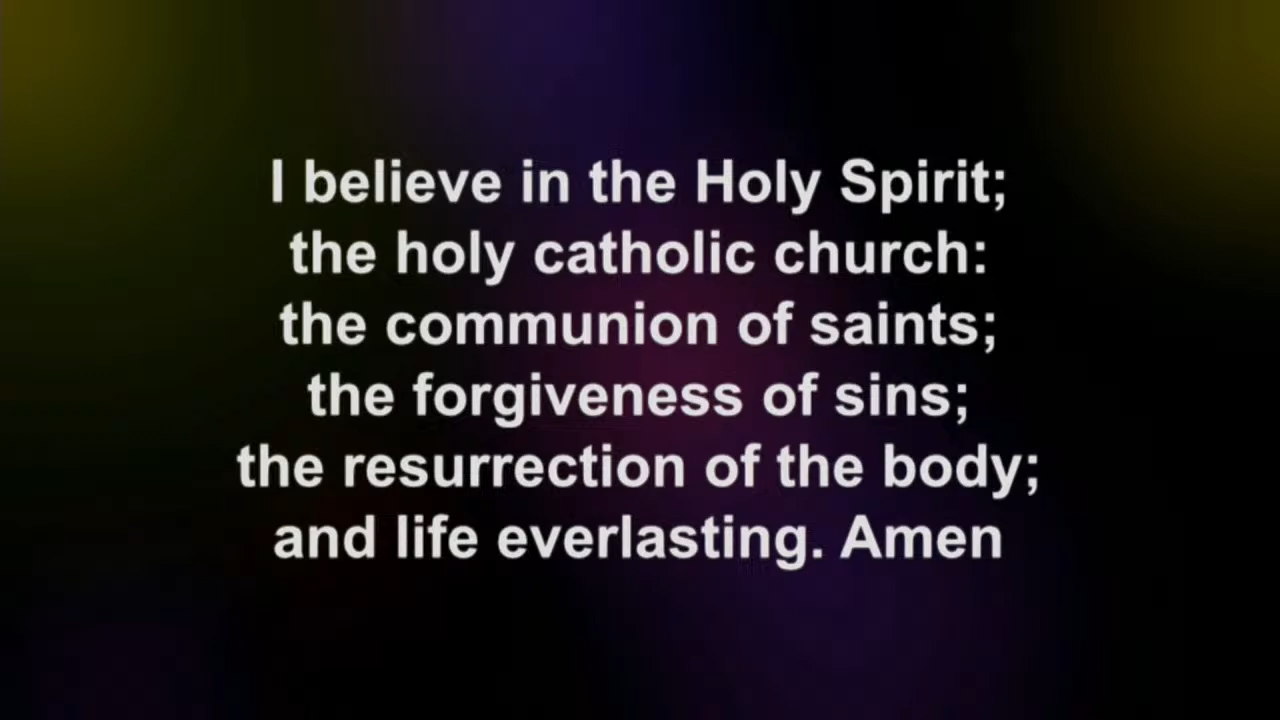 I believe in the Holy Spirit;
the holy catholic church:
the communion of saints;
the forgiveness of sins;
the resurrection of the body;
and life everlasting. Amen